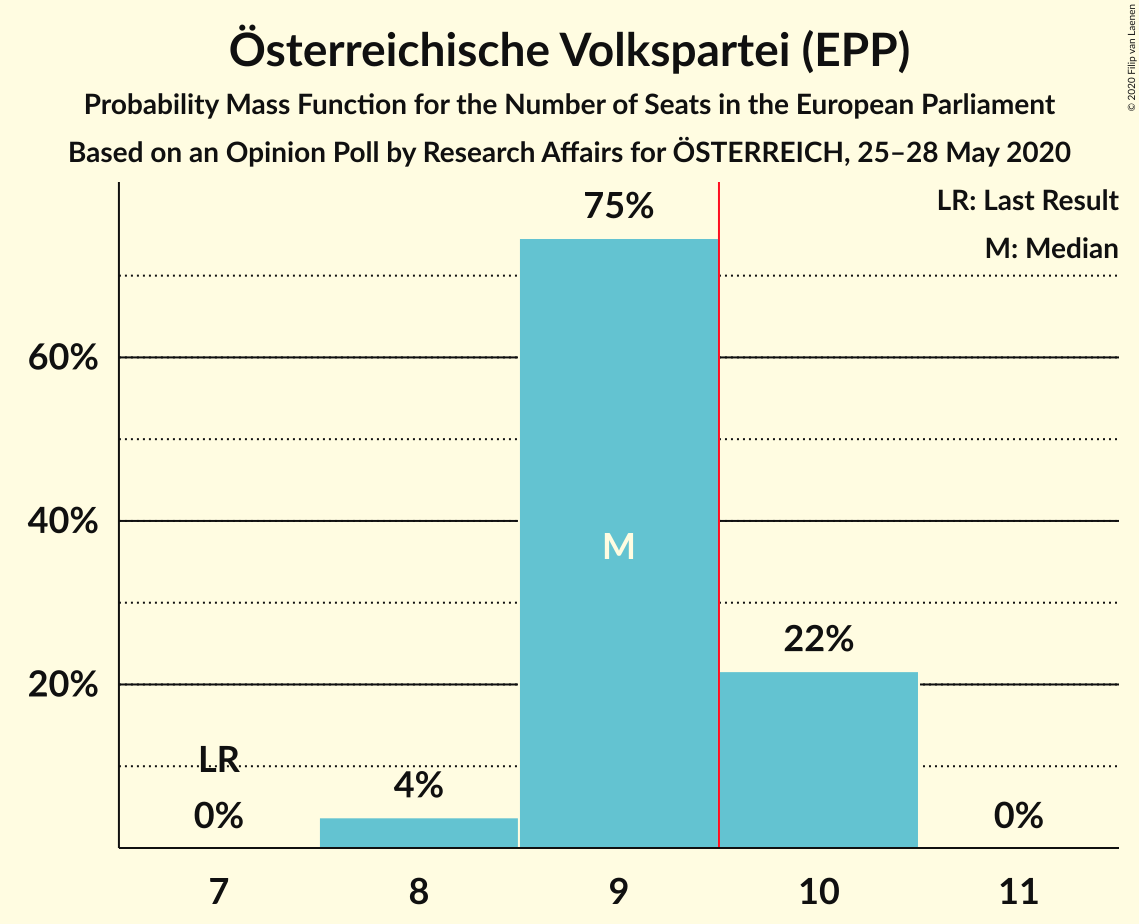 Österreichische Volkspartei (EPP)
Probability Mass Function for the Number of Seats in the European Parliament
Based on an Opinion Poll by Research Affairs for ÖSTERREICH, 25–28 May 2020
© 2020 Filip van Laenen
LR: Last Result
M: Median
75%
60%
40%
M
22%
20%
LR
4%
0%
0%
7 8 9 10 11